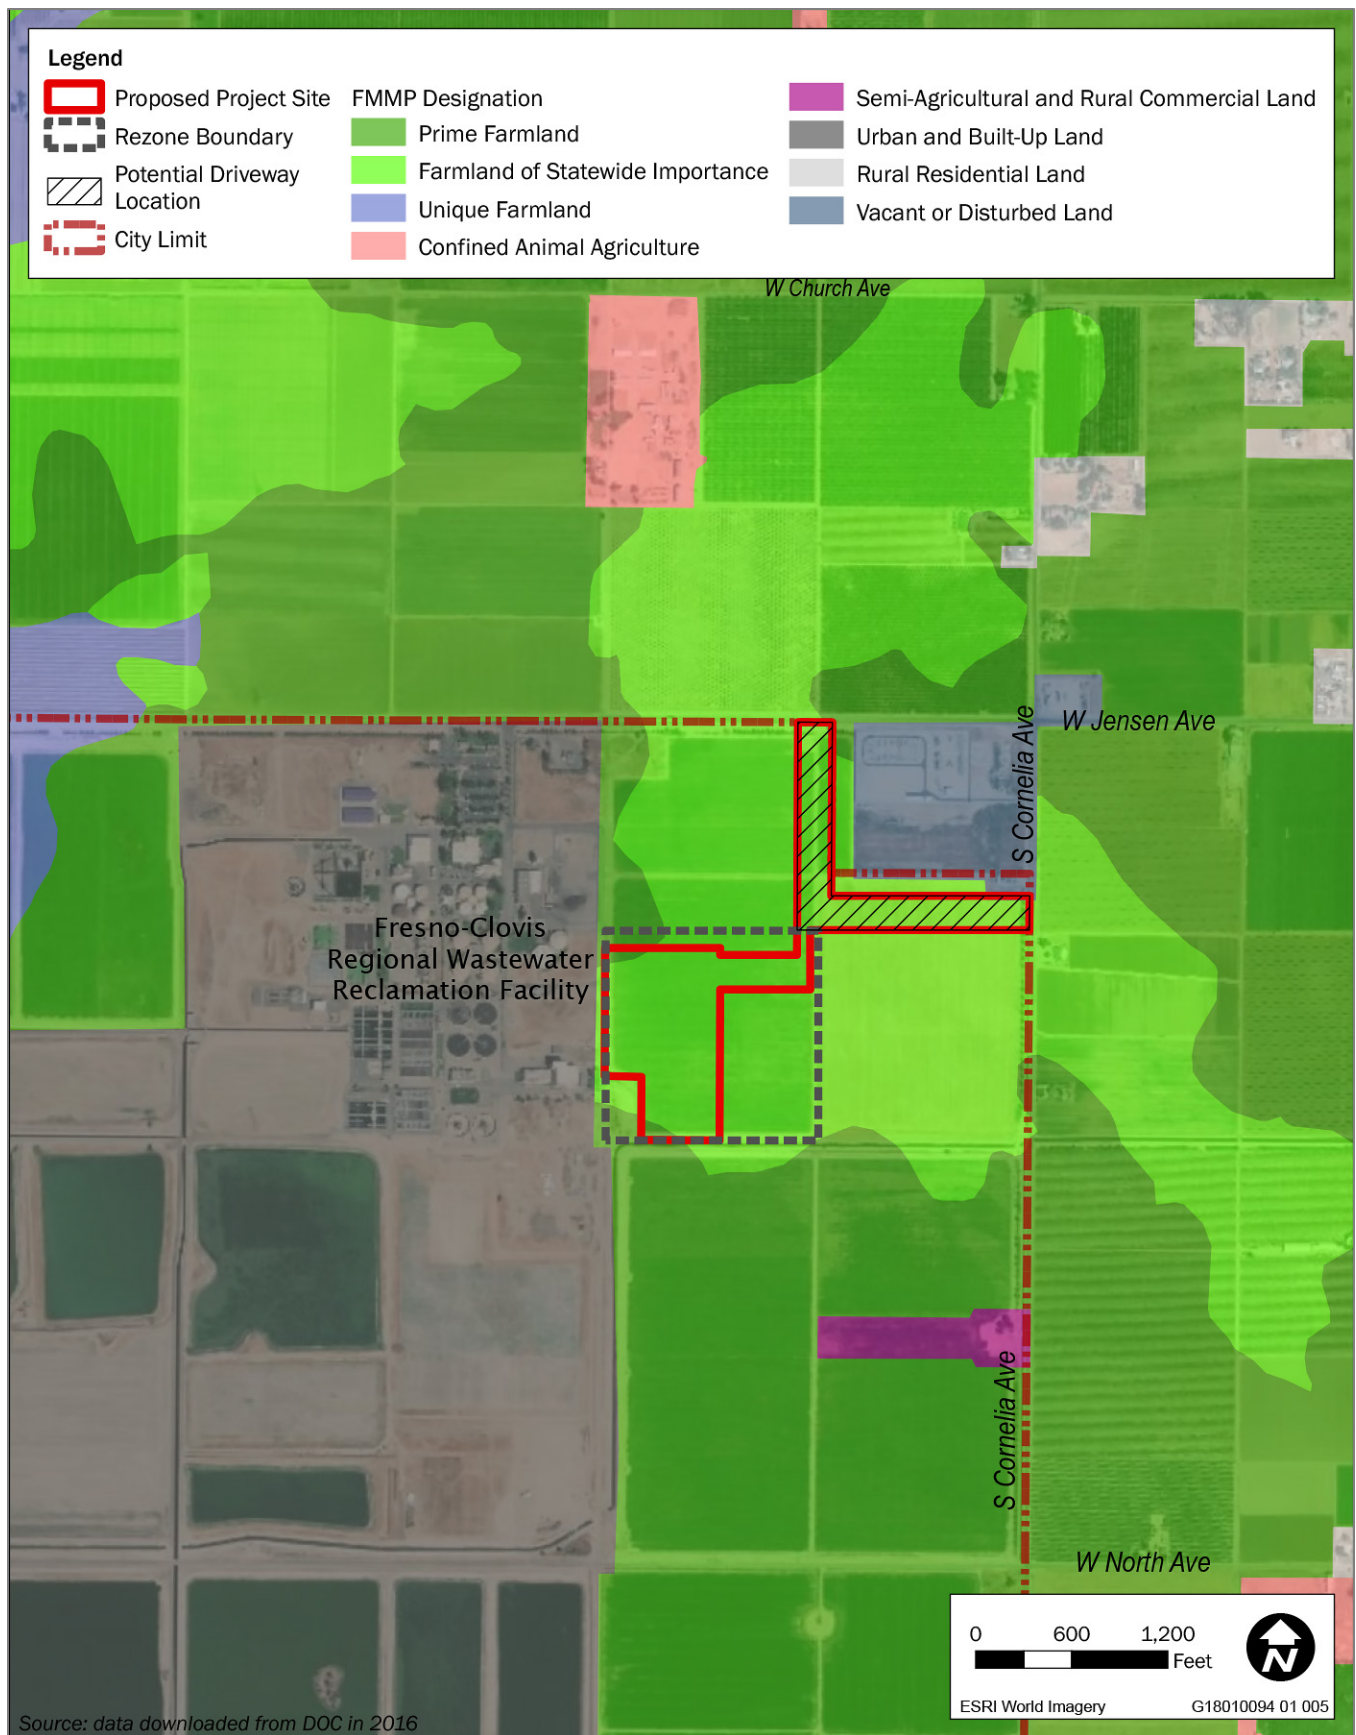 Legend
Proposed Project Site
Rezone Boundary
Potential Driveway
Location
City Limit
FMMP Designation
Prime Farmland
Farmland of Statewide Importance
Unique Farmland
Confined Animal Agriculture
Semi-Agricultural and Rural Commercial Land
Urban and Built-Up Land
Rural Residential Land
Vacant or Disturbed Land
W Church Ave
W Jensen Ave
S Cornelia Ave
Fresno-Clovis
Regional Wastewater
Reclamation Facility
S Cornelia Ave
W North Ave
0 600 1,200
Feet
N
ESRI World Imagery G18010094 01 005
Source: data downloaded from DOC in 2016